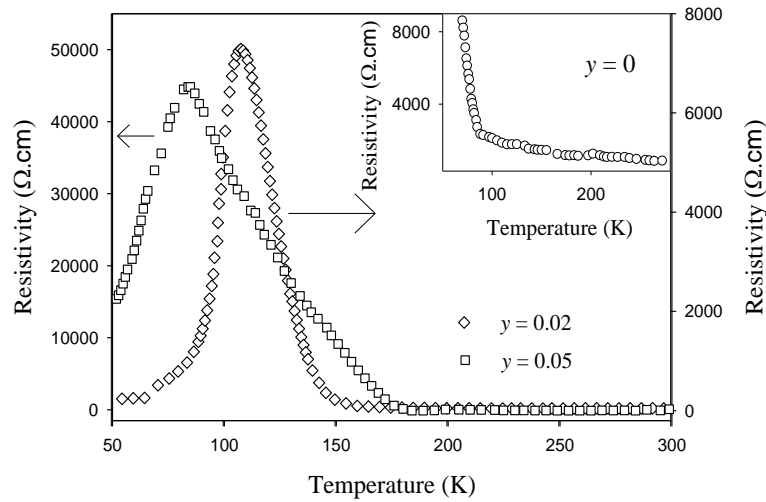 8000
8000
50000
y = 0
4000
6000
40000
100
200
Temperature (K)
Resistivity (Ω.cm)
Resistivity (Ω.cm)
Resistivity (Ω.cm)
30000
4000
20000
y = 0.02
2000
10000
y = 0.05
0
0
50
100
150
200
250
300
Temperature (K)